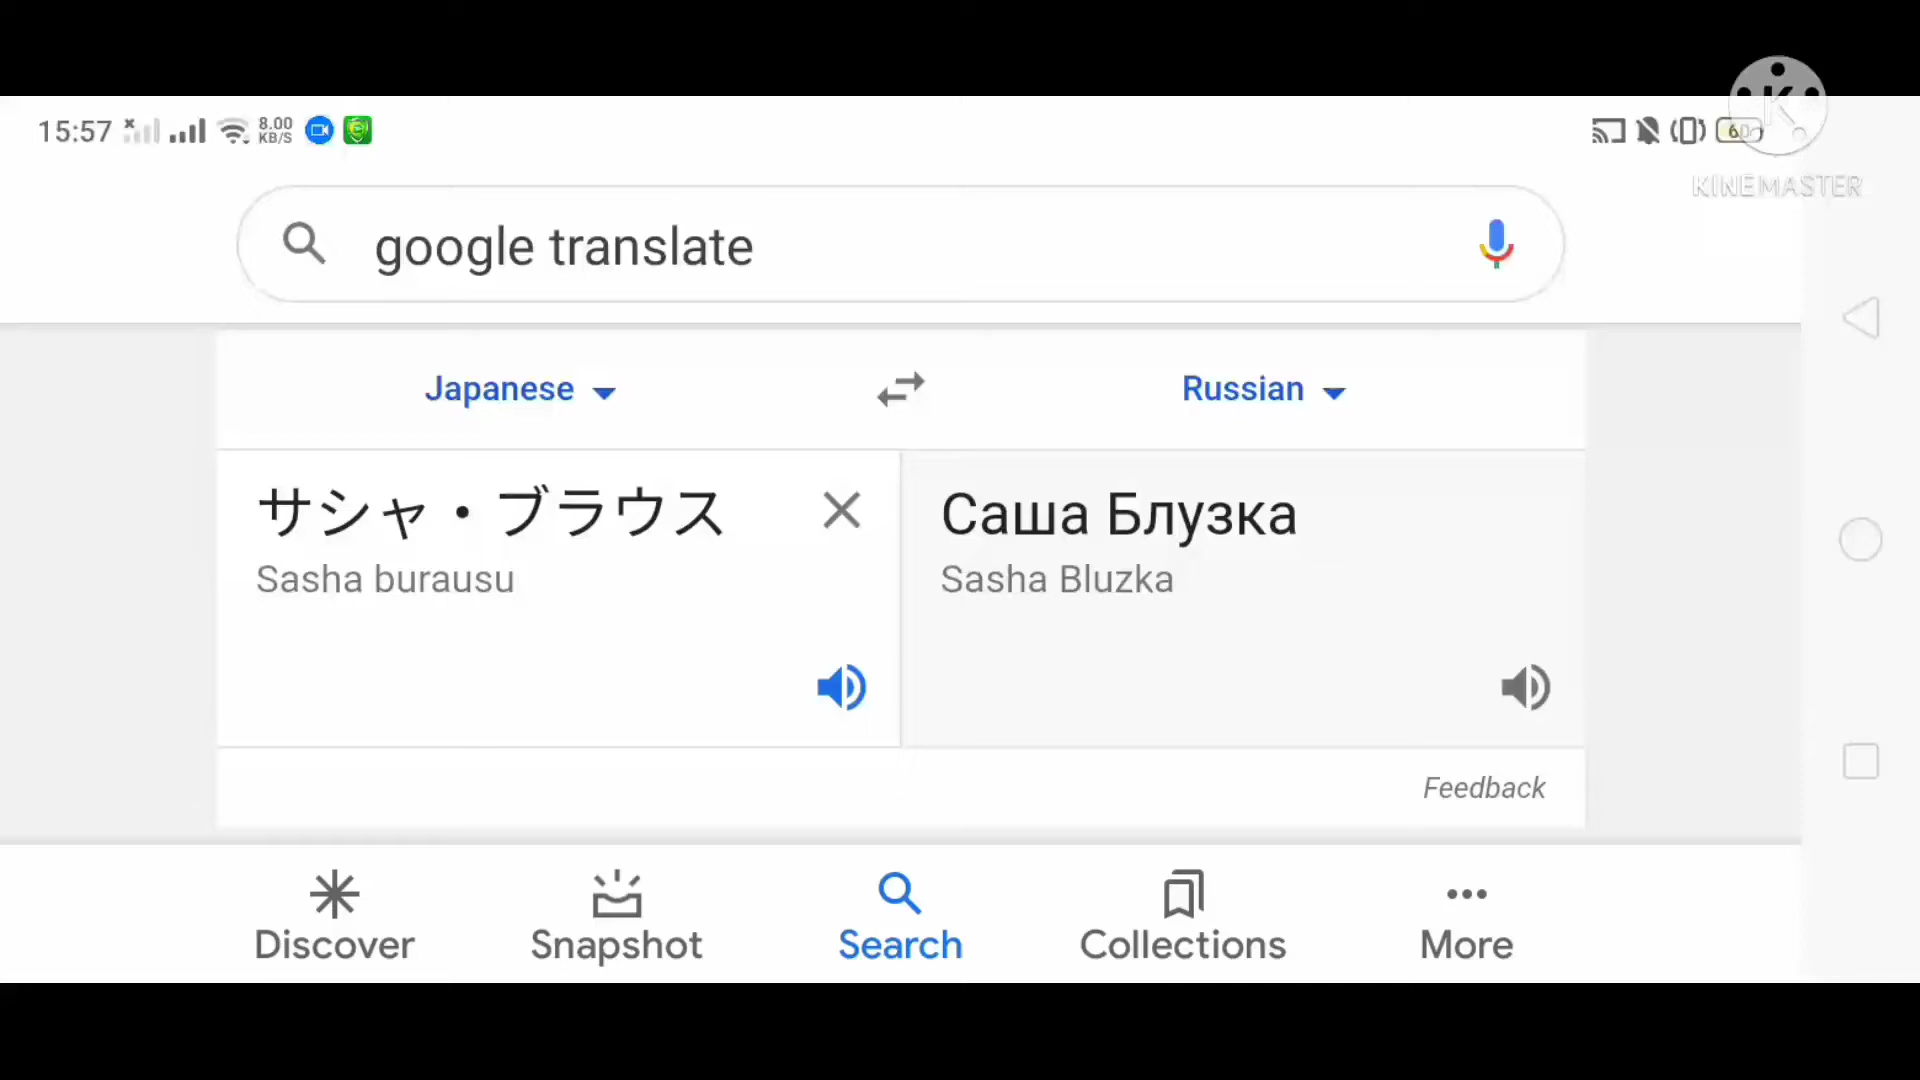 15:57 8.00 KB/S 60
KINEMASTER
google translate
Japanese Russian
サシャ・ブラウス Саша Блузка
Sasha burausu Sasha Bluzka
Feedback
Discover Snapshot Search Collections More